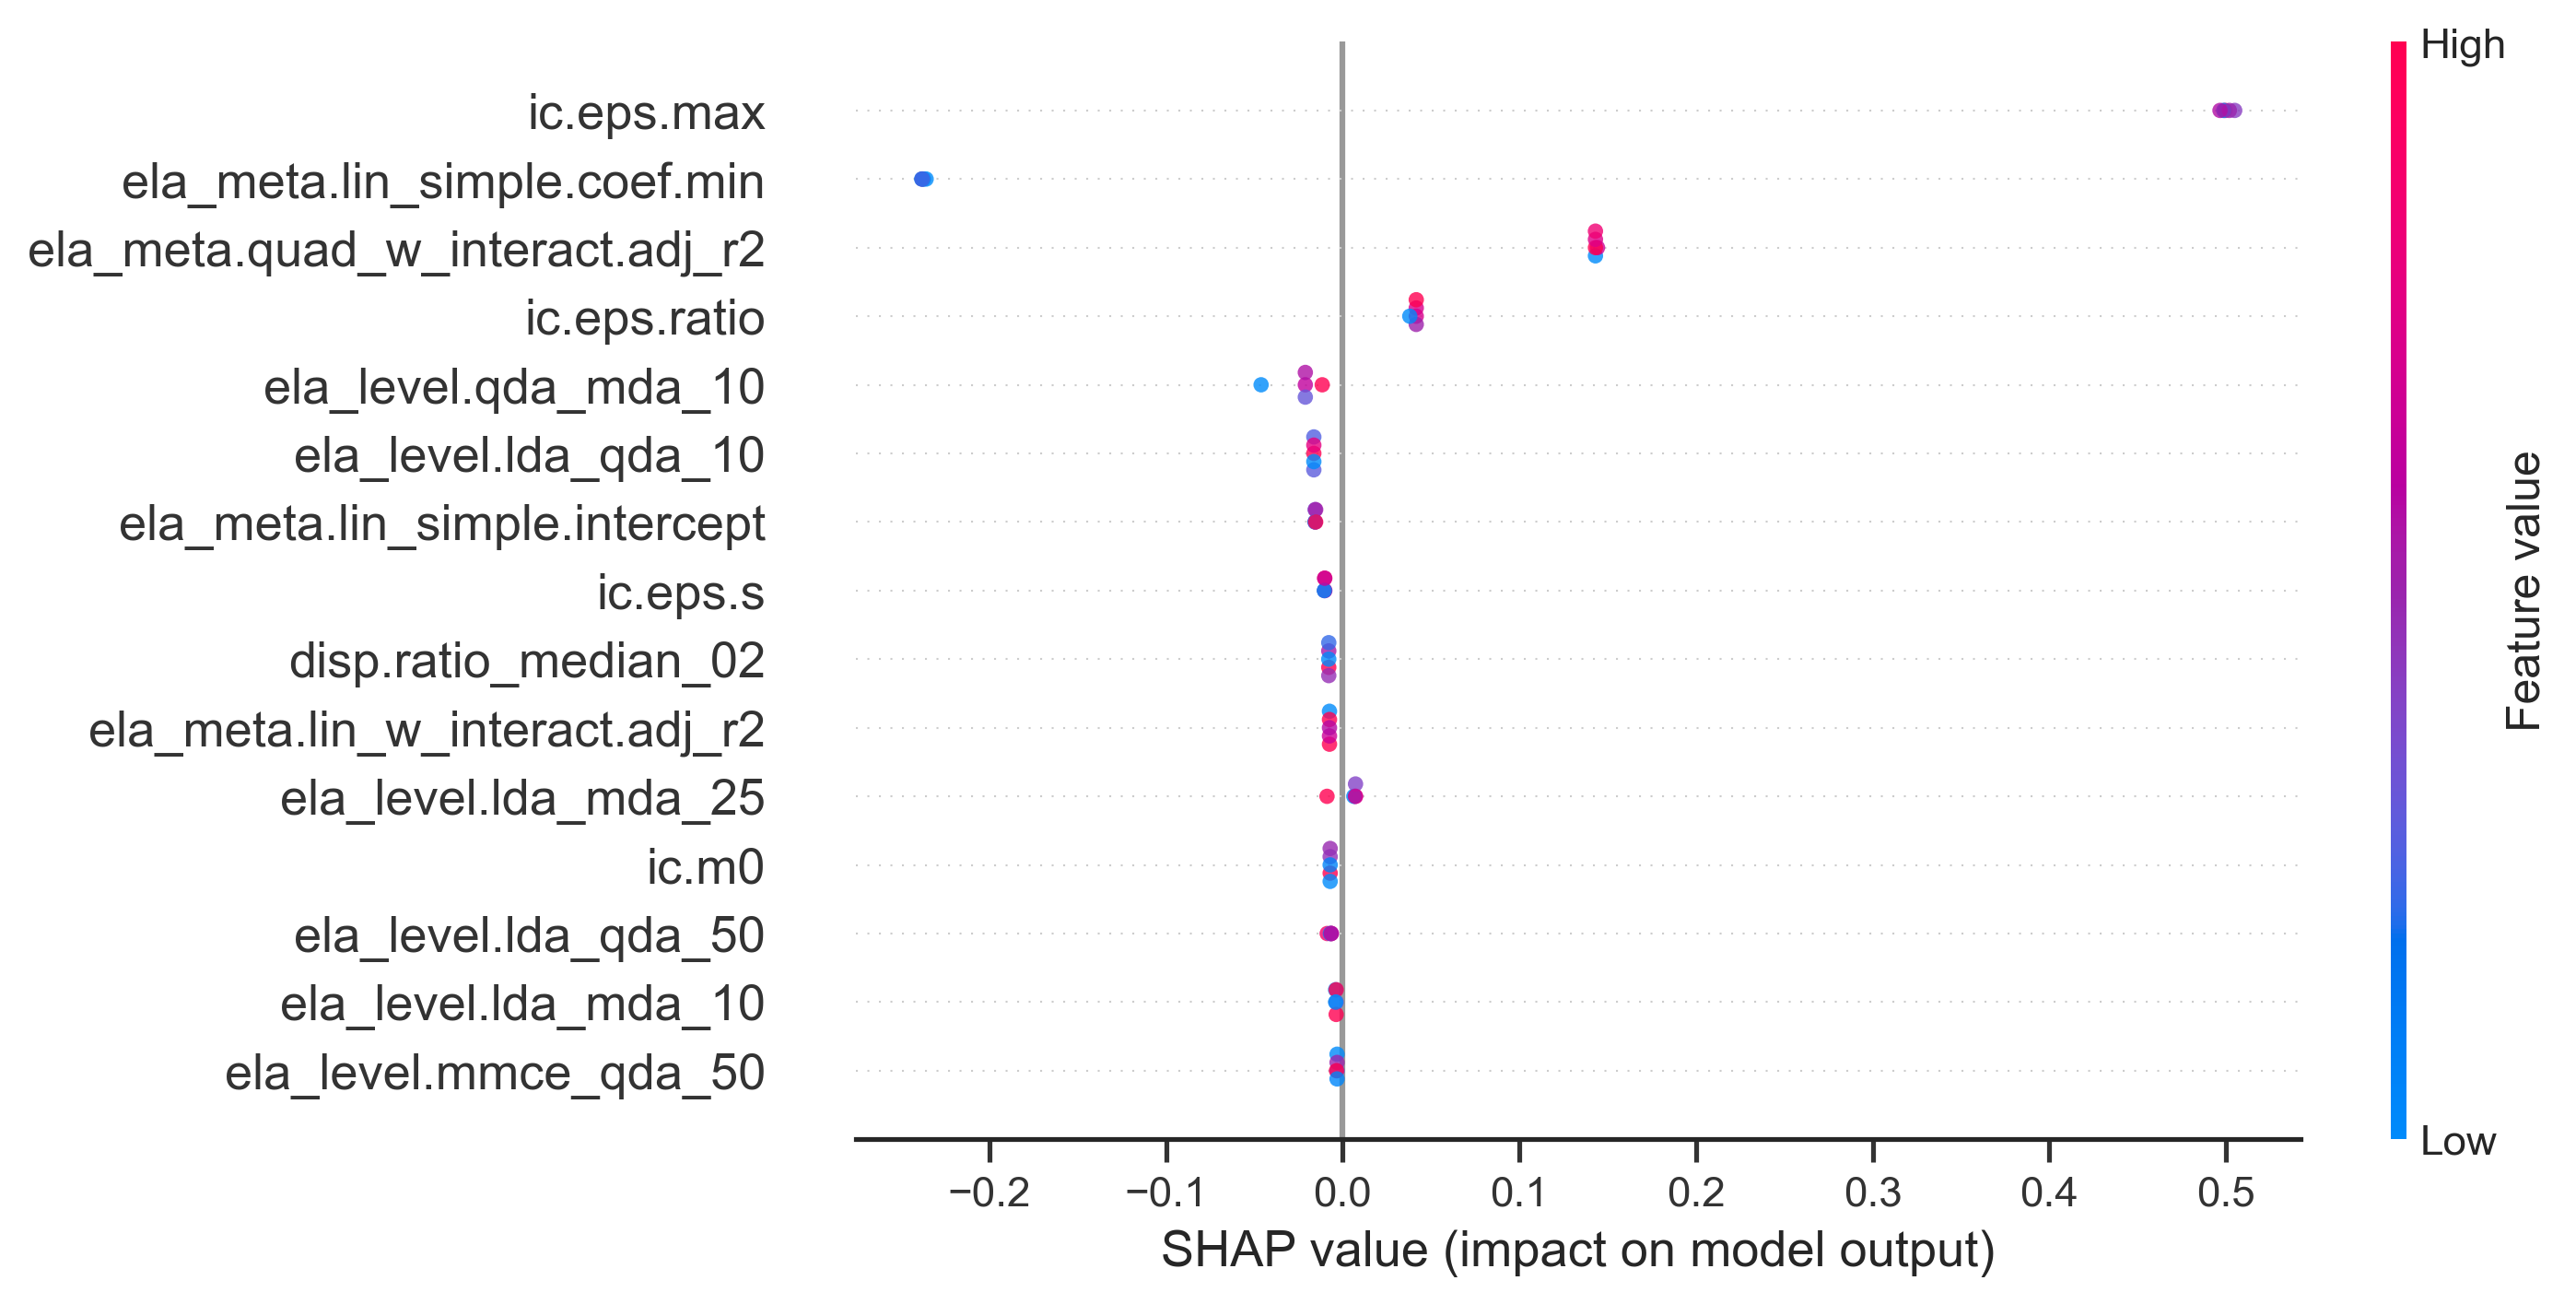 High
ic.eps.max
ela_meta.lin_simple.coef.min
ela_meta.quad_w_interact.adj_r2
ic.eps.ratio
ela_level.qda_mda_10
ela_level.lda_qda_10
ela_meta.lin_simple.intercept
ic.eps.s
disp.ratio_median_02
ela_meta.lin_w_interact.adj_r2
ela_level.lda_mda_25
ic.m0
ela_level.lda_qda_50
ela_level.lda_mda_10
ela_level.mmce_qda_50
Feature value
Low
−0.2 −0.1 0.0 0.1 0.2 0.3 0.4 0.5
SHAP value (impact on model output)